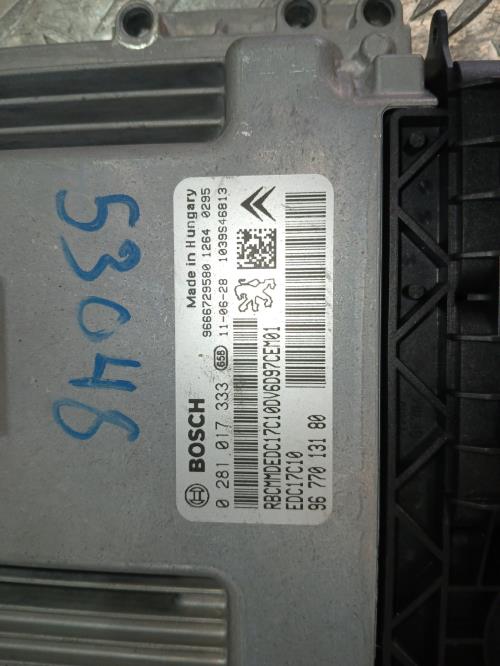 53048
Made in Hungary
9666729580 1264 0295
658 11-06-28 1039S46813
BOSCH
0 281 017 333
RBCMMDEDC17C10DV6D97CEM01
EDC17C10
96 770 131 80